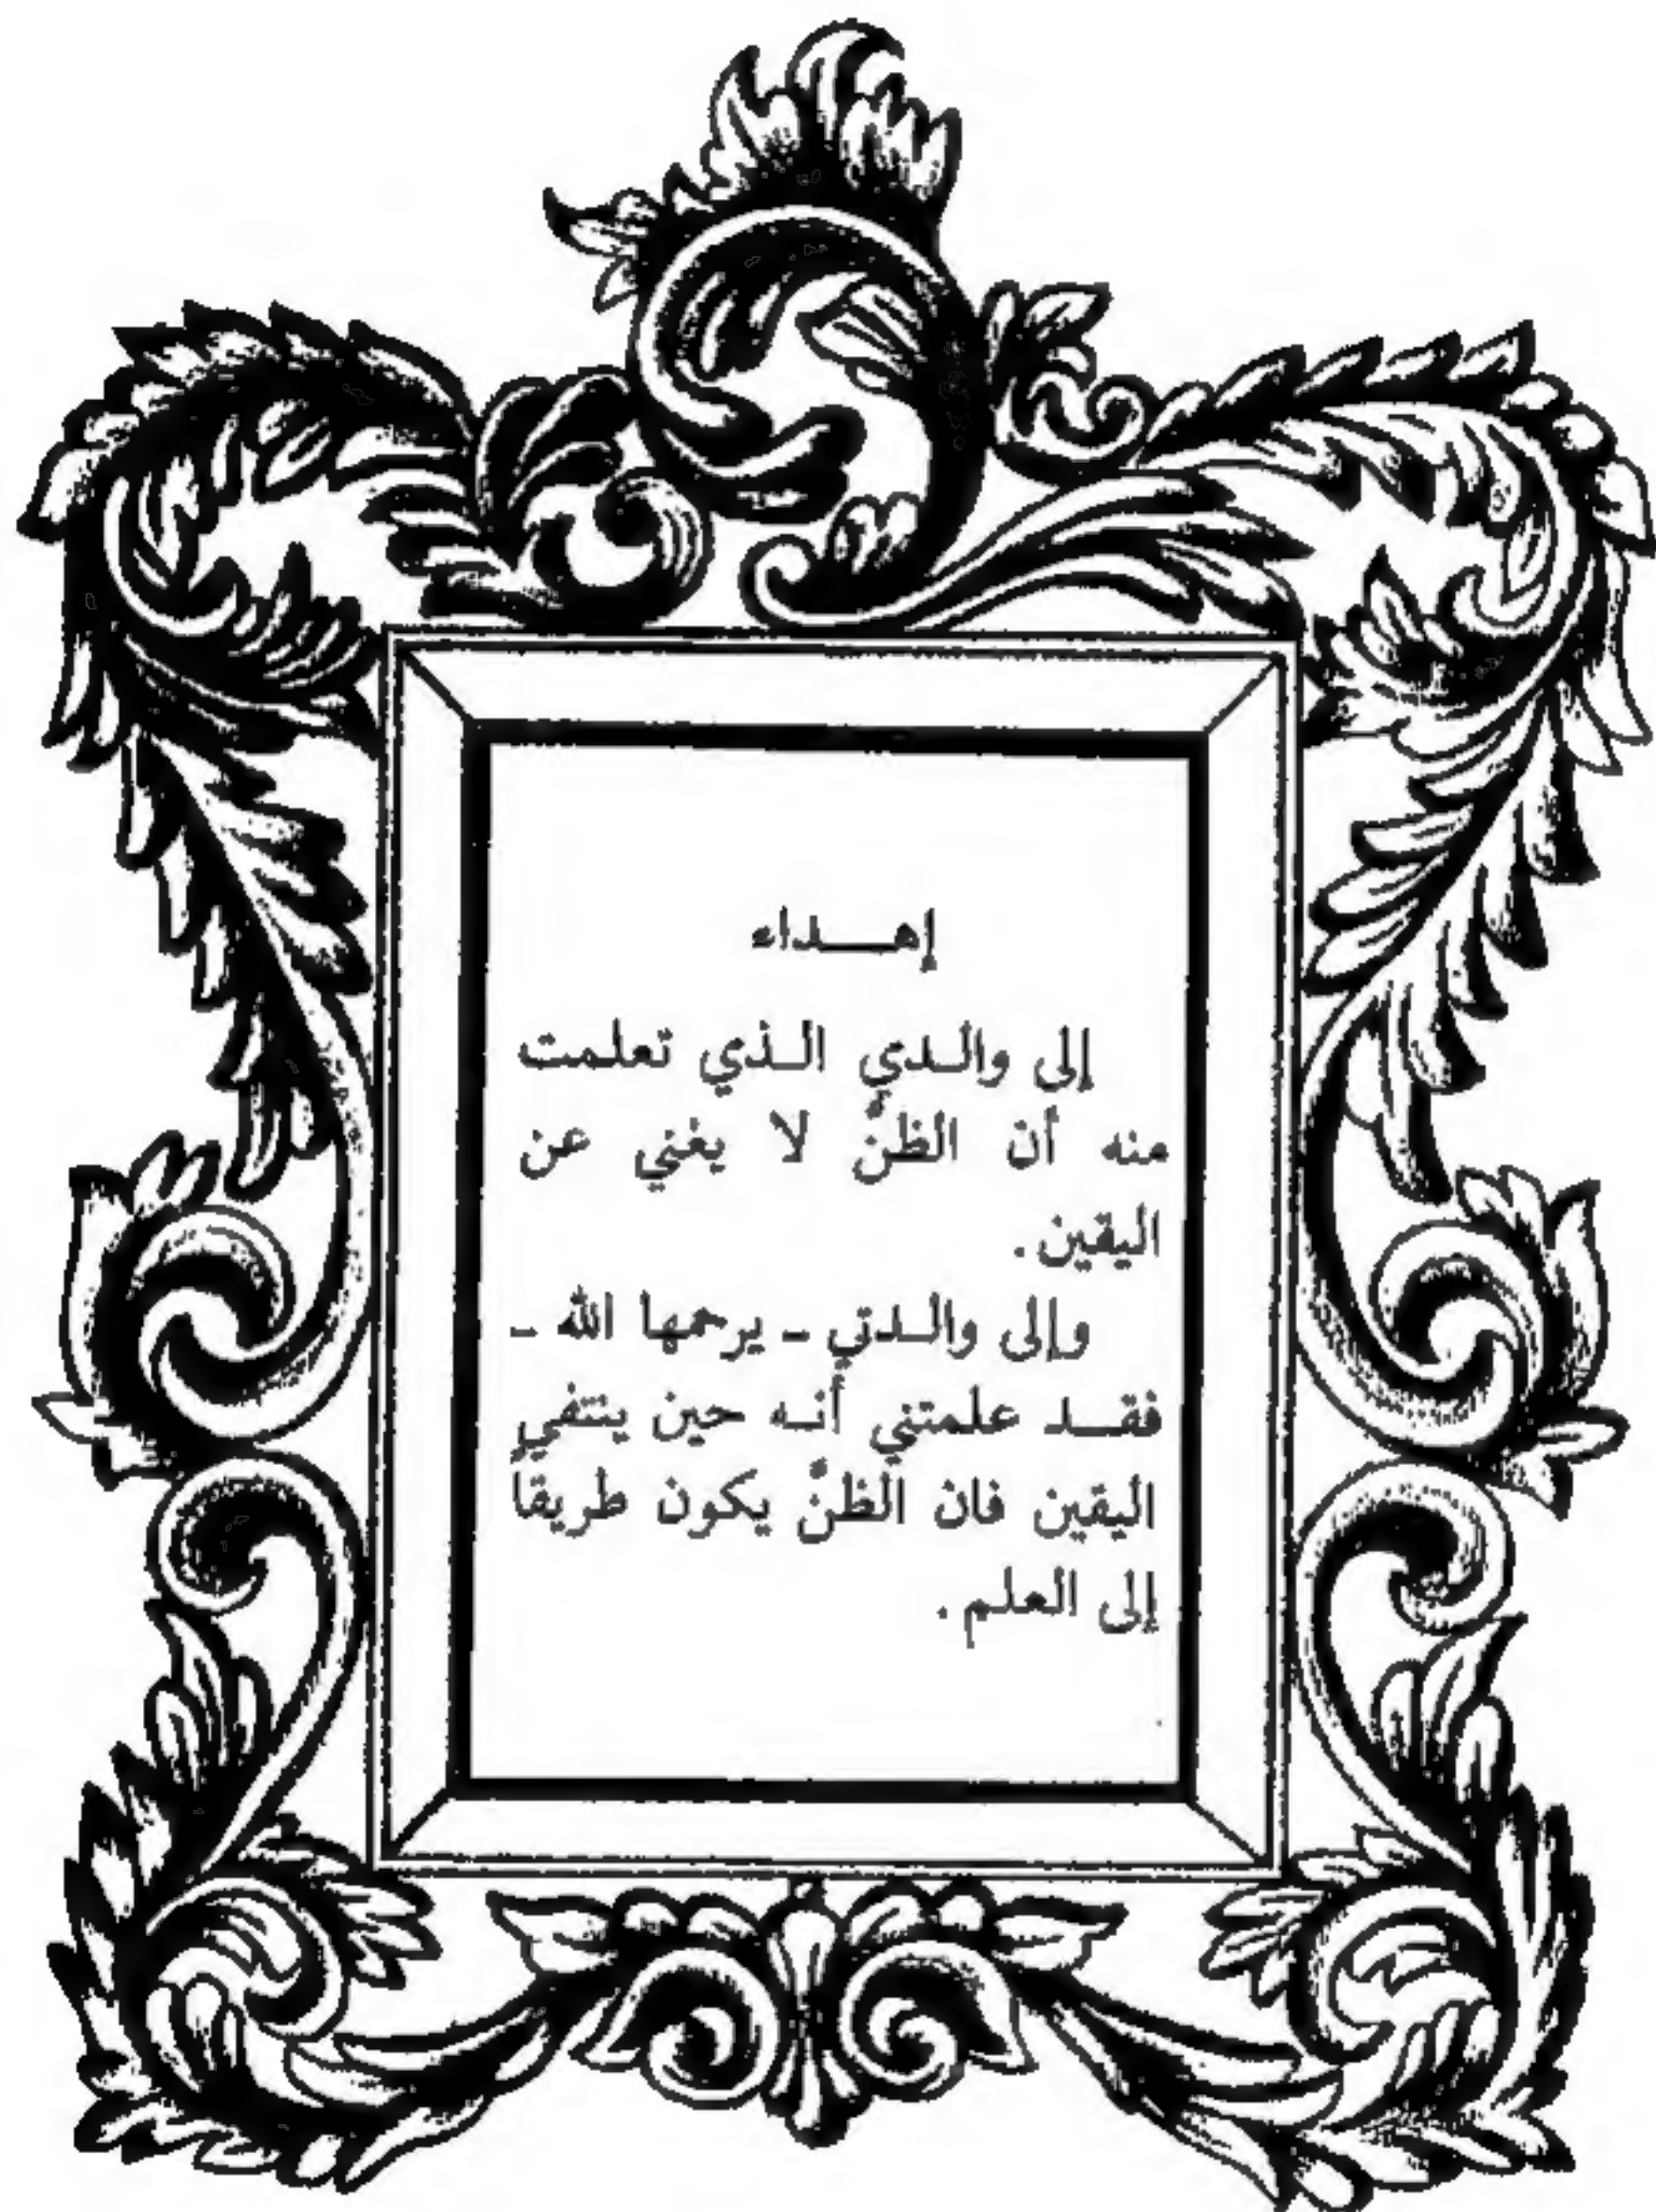 إهـــداء
إلى والـدي الـذي تعلمت
منه أن الظنّ لا يغني عن
اليقين.
وإلى والـدتي ـ يرحمها الله ـ
فقـد علمتني أنـه حين ينتفي
اليقين فان الظنّ يكون طريقاً
إلى العلم.